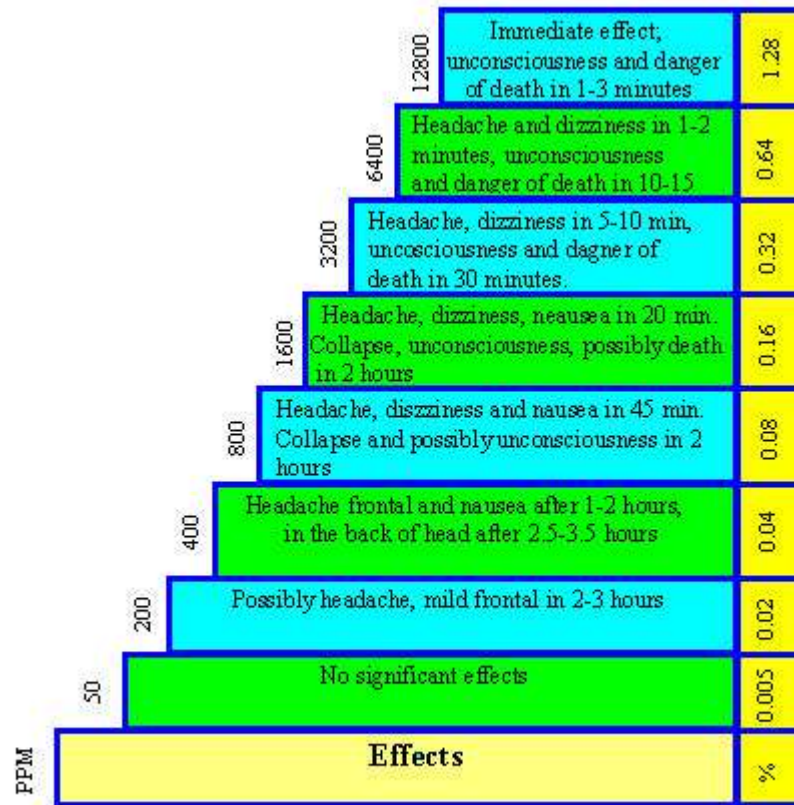 12800
Immediate effect,
unconsciousness and danger
of death in 1-3 minutes
1.28
6400
Headache and dizziness in 1-2
minutes, unconsciousness
and danger of death in 10-15
0.64
3200
Headache, dizziness in 5-10 min,
uncosciousness and dagner of
death in 30 minutes.
0.32
1600
Headache, dizziness, neausea in 20 min.
Collapse, unconsciousness, possibly death
in 2 hours
0.16
800
Headache, diszziness and nausea in 45 min.
Collapse and possibly unconsciousness in 2
hours
0.08
400
Headache frontal and nausea after 1-2 hours,
in the back of head after 2.5-3.5 hours
0.04
200
Possibly headache, mild frontal in 2-3 hours
0.02
50
No significant effects
0.005
PPM
Effects
%